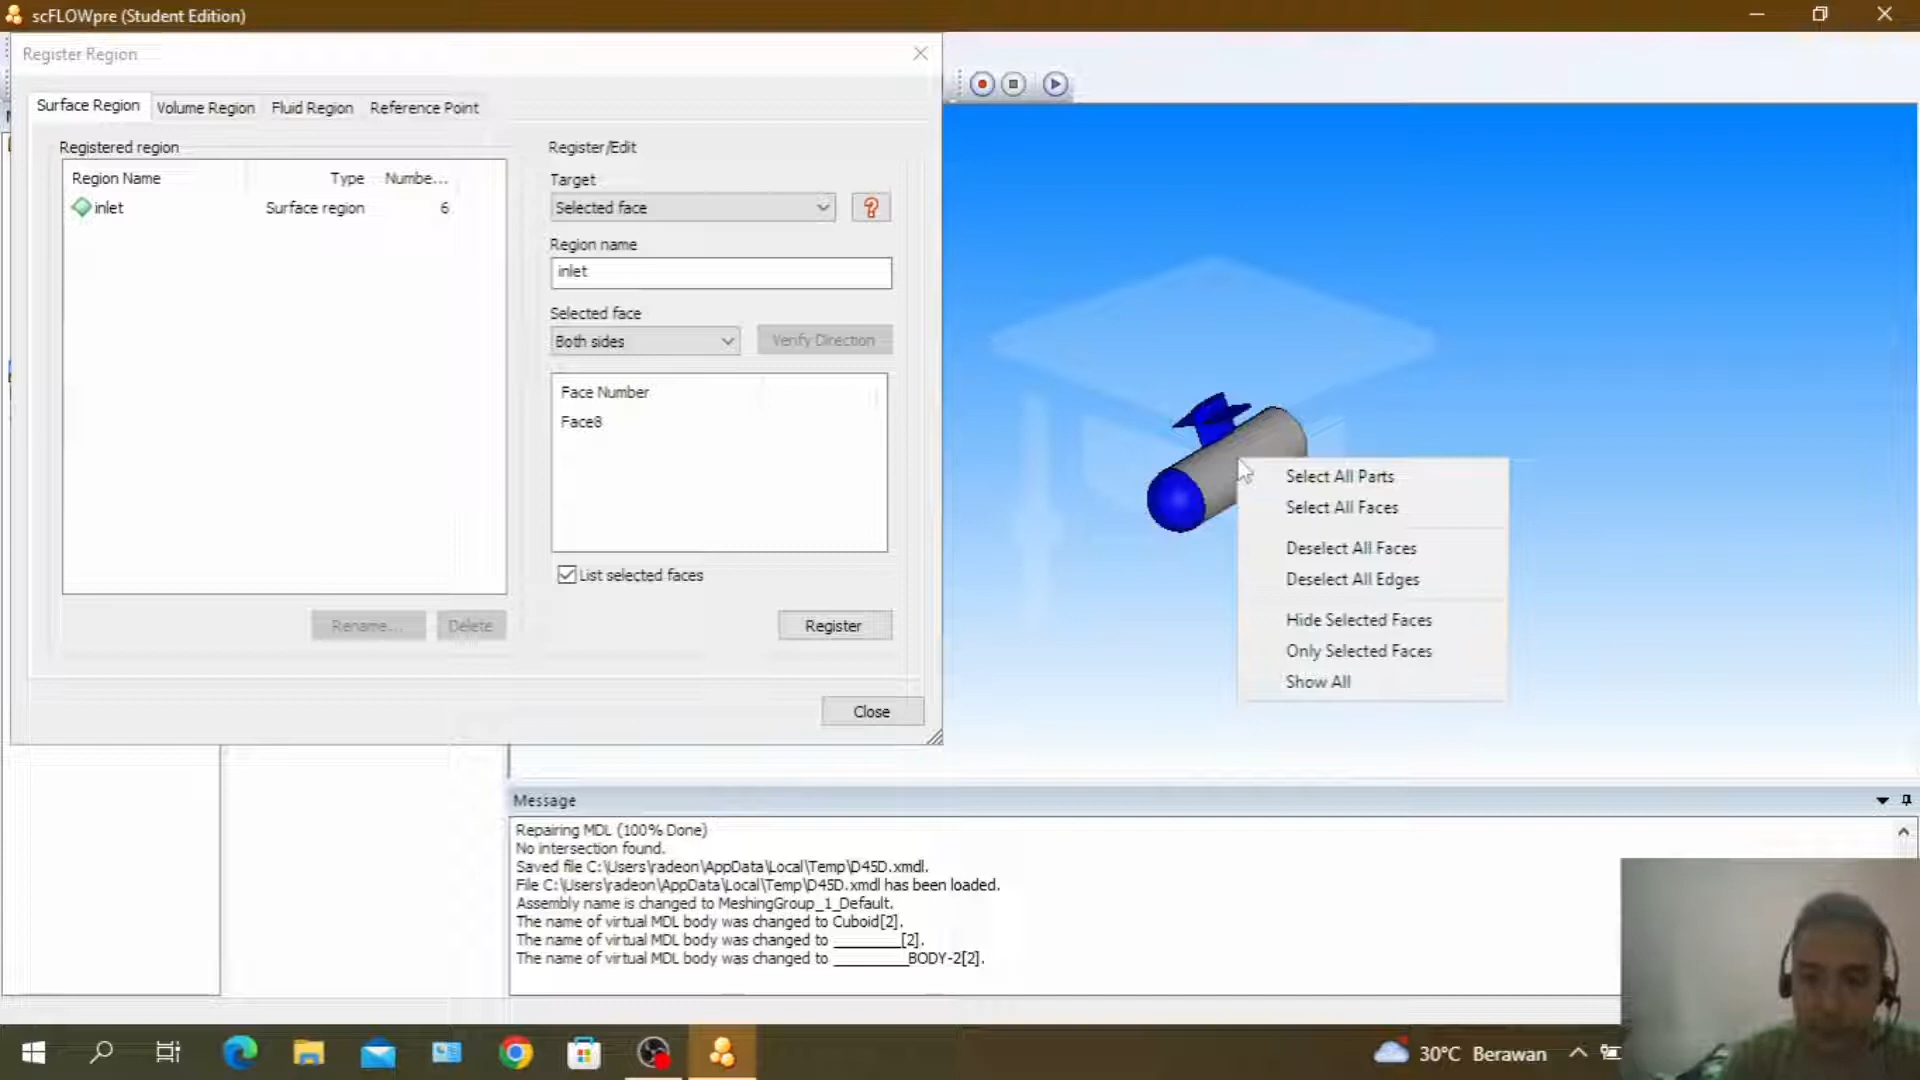 scFLOWpre (Student Edition)
Register Region
Surface Region
Volume Region
Fluid Region
Reference Point
Registered region
Region Name
Type
Numbe...
inlet
Surface region
6
Rename...
Delete
Register/Edit
Target
Selected face
?
Region name
inlet
Selected face
Both sides
Verify Direction
Face Number
Face8
List selected faces
Register
Close
Select All Parts
Select All Faces
Deselect All Faces
Deselect All Edges
Hide Selected Faces
Only Selected Faces
Show All
Message
Repairing MDL (100% Done)
No intersection found.
Saved file C:\Users\radeon\AppData\Local\Temp\D45D.xmdl.
File C:\Users\radeon\AppData\Local\Temp\D45D.xmdl has been loaded.
Assembly name is changed to MeshingGroup_1_Default.
The name of virtual MDL body was changed to Cuboid[2].
The name of virtual MDL body was changed to _________[2].
The name of virtual MDL body was changed to _________BODY-2[2].
30°C Berawan